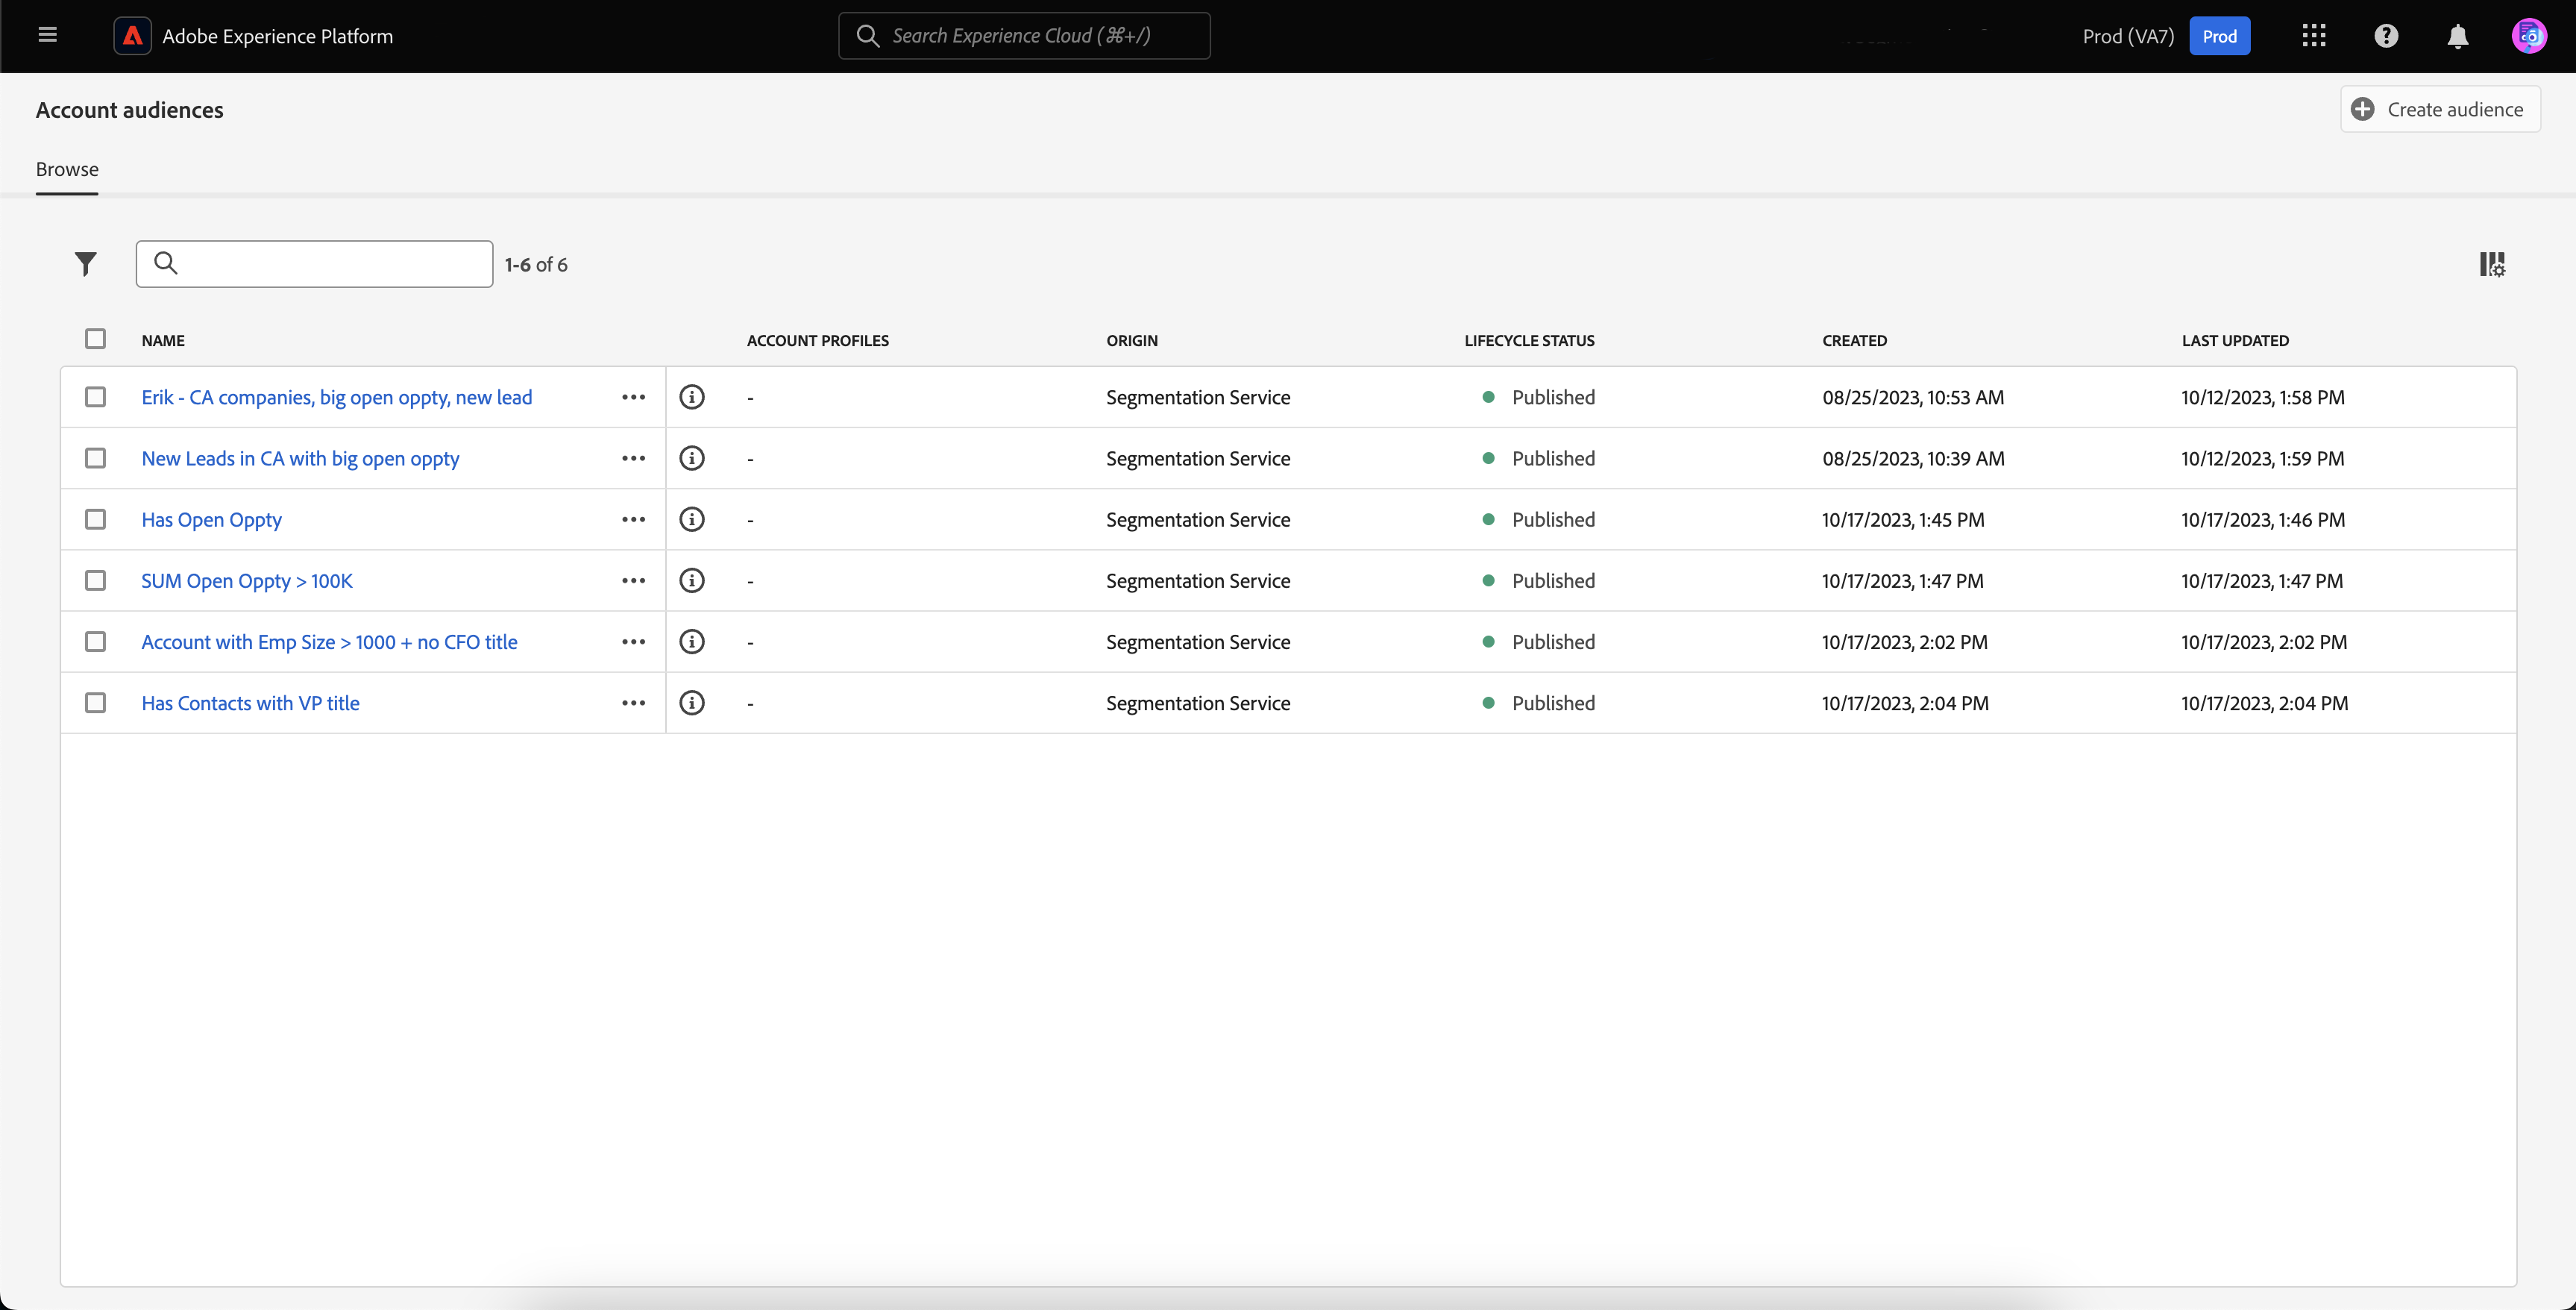 Adobe Experience Platform
Search Experience Cloud (⌘+/)
Prod (VA7)
Prod
Account audiences
Create audience
Browse
1-6 of 6
NAME ACCOUNT PROFILES ORIGIN LIFECYCLE STATUS CREATED LAST UPDATED
Erik - CA companies, big open oppty, new lead ••• - Segmentation Service Published 08/25/2023, 10:53 AM 10/12/2023, 1:58 PM
New Leads in CA with big open oppty ••• - Segmentation Service Published 08/25/2023, 10:39 AM 10/12/2023, 1:59 PM
Has Open Oppty ••• - Segmentation Service Published 10/17/2023, 1:45 PM 10/17/2023, 1:46 PM
SUM Open Oppty > 100K ••• - Segmentation Service Published 10/17/2023, 1:47 PM 10/17/2023, 1:47 PM
Account with Emp Size > 1000 + no CFO title ••• - Segmentation Service Published 10/17/2023, 2:02 PM 10/17/2023, 2:02 PM
Has Contacts with VP title ••• - Segmentation Service Published 10/17/2023, 2:04 PM 10/17/2023, 2:04 PM